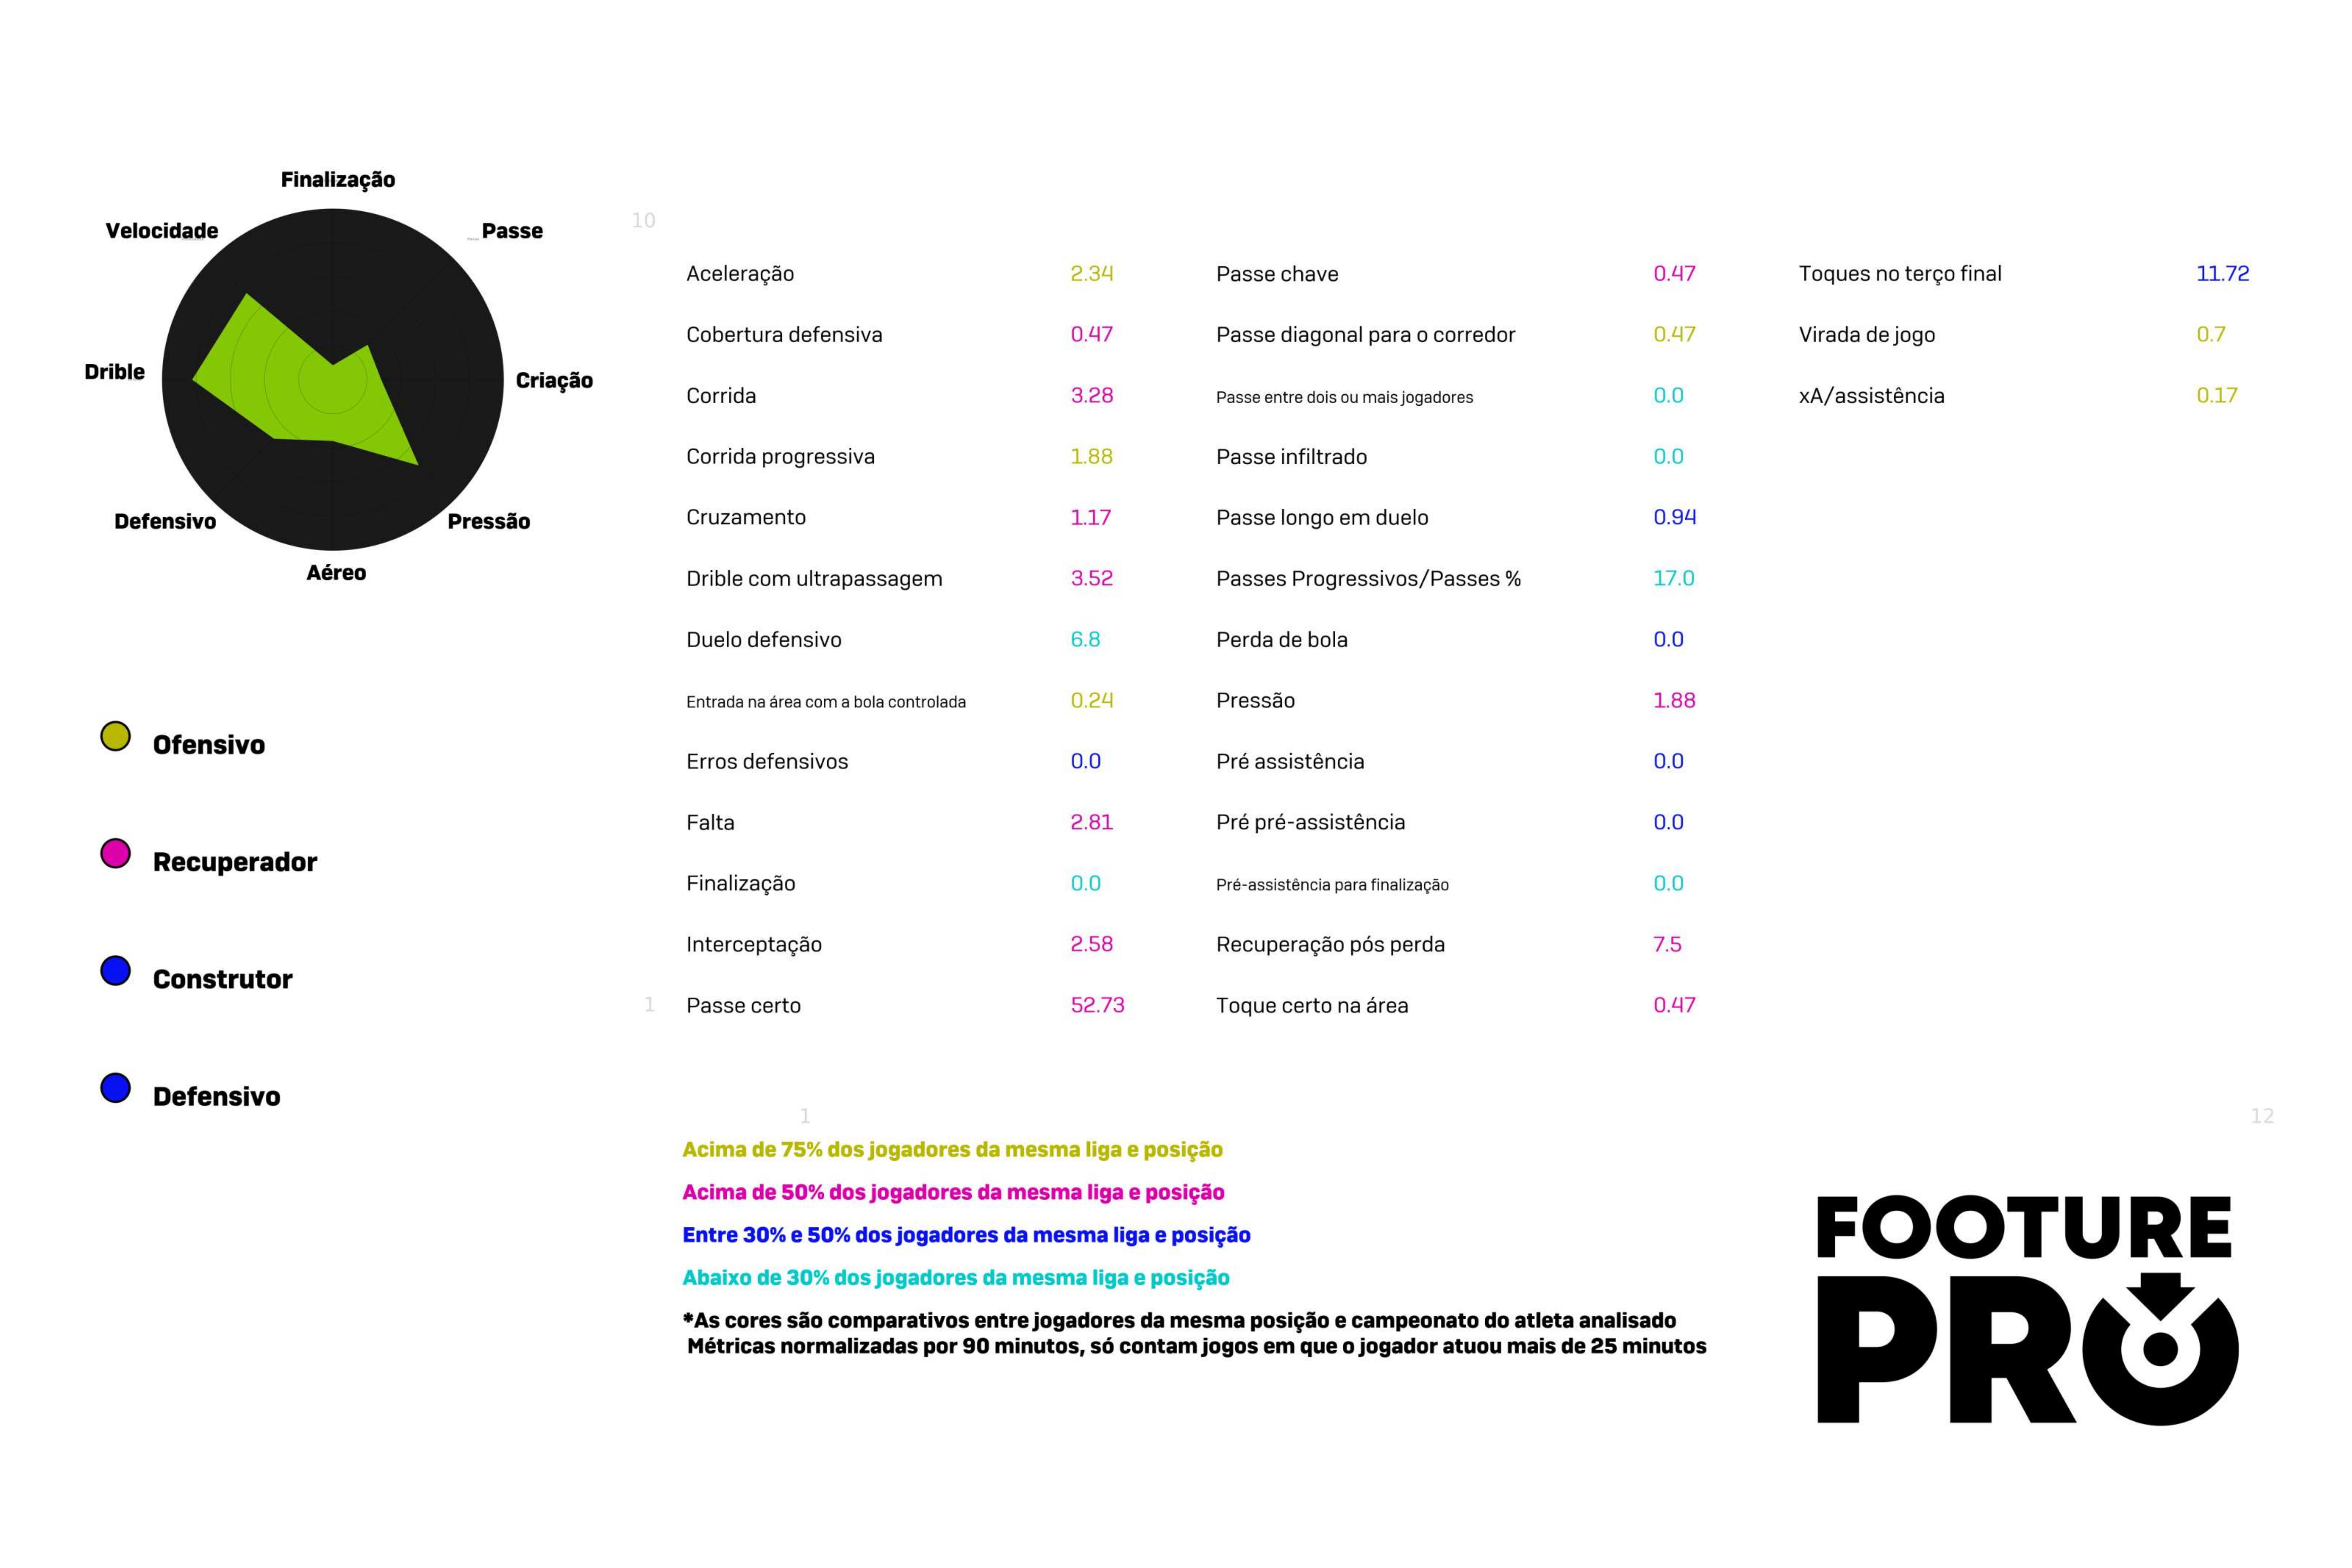 Finalização
Velocidade
Passe
Drible
Criação
Defensivo
Pressão
Aéreo
Ofensivo
Recuperador
Construtor
Defensivo
10
Aceleração 2.34 Passe chave 0.47 Toques no terço final 11.72
Cobertura defensiva 0.47 Passe diagonal para o corredor 0.47 Virada de jogo 0.7
Corrida 3.28 Passe entre dois ou mais jogadores 0.0 xA/assistência 0.17
Corrida progressiva 1.88 Passe infiltrado 0.0
Cruzamento 1.17 Passe longo em duelo 0.94
Drible com ultrapassagem 3.52 Passes Progressivos/Passes % 17.0
Duelo defensivo 6.8 Perda de bola 0.0
Entrada na área com a bola controlada 0.24 Pressão 1.88
Erros defensivos 0.0 Pré assistência 0.0
Falta 2.81 Pré pré-assistência 0.0
Finalização 0.0 Pré-assistência para finalização 0.0
Interceptação 2.58 Recuperação pós perda 7.5
1 Passe certo 52.73 Toque certo na área 0.47
1 12
Acima de 75% dos jogadores da mesma liga e posição
Acima de 50% dos jogadores da mesma liga e posição
Entre 30% e 50% dos jogadores da mesma liga e posição
Abaixo de 30% dos jogadores da mesma liga e posição
*As cores são comparativos entre jogadores da mesma posição e campeonato do atleta analisado
Métricas normalizadas por 90 minutos, só contam jogos em que o jogador atuou mais de 25 minutos
FOOTURE
PRO